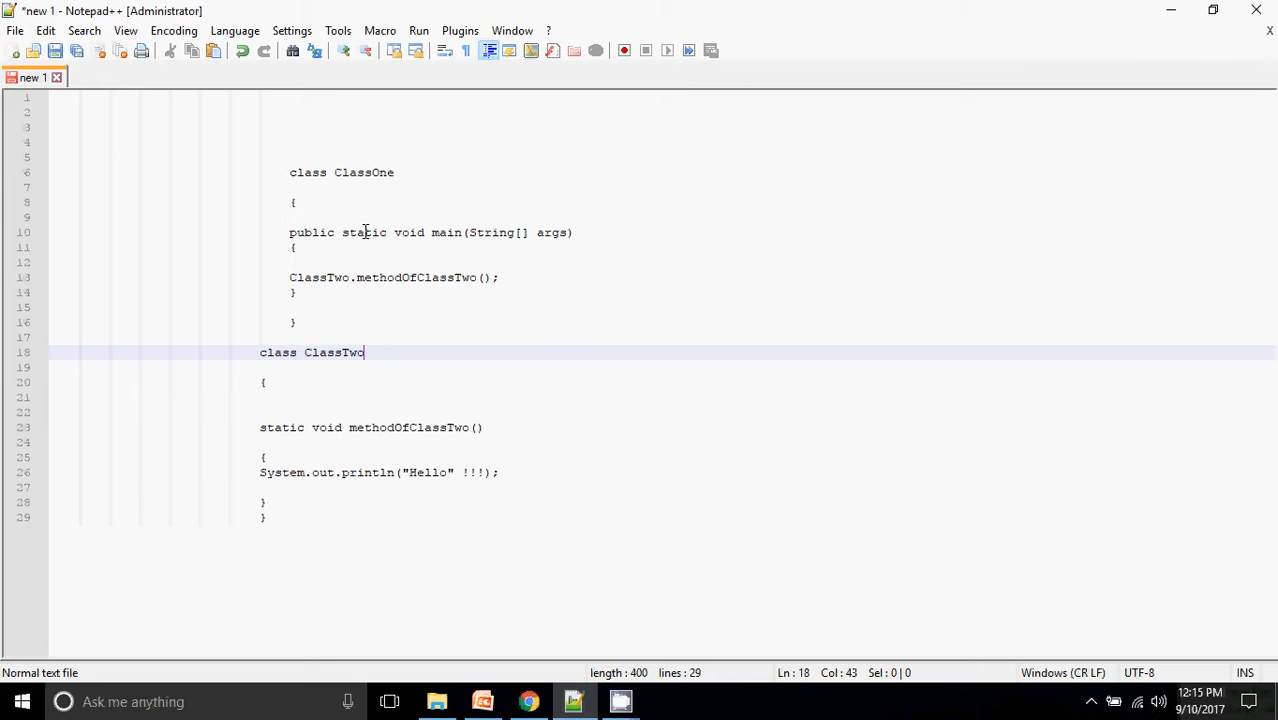 *new 1 - Notepad++ [Administrator]
File Edit Search View Encoding Language Settings Tools Macro Run Plugins Window ? X
new 1
1
2
3
4
5
6 class ClassOne
7
8 {
9
10 public static void main(String[] args)
11 {
12
13 ClassTwo.methodOfClassTwo();
14 }
15
16 }
17
18 class ClassTwo
19
20 {
21
22
23 static void methodOfClassTwo()
24
25 {
26 System.out.println("Hello" !!!);
27
28 }
29 }
Normal text file length : 400 lines : 29 Ln : 18 Col : 43 Sel : 0 | 0 Windows (CR LF) UTF-8 INS
Ask me anything
12:15 PM
9/10/2017